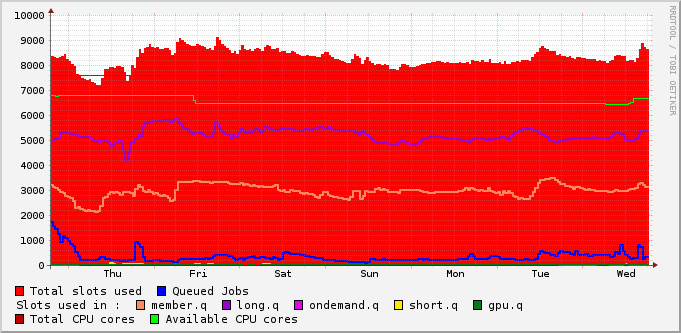 RRDTOOL / TOBI OETIKER
10000
9000
8000
7000
6000
5000
4000
3000
2000
1000
0
Thu Fri Sat Sun Mon Tue Wed
Total slots used Queued Jobs
Slots used in : member.q long.q ondemand.q short.q gpu.q
Total CPU cores Available CPU cores